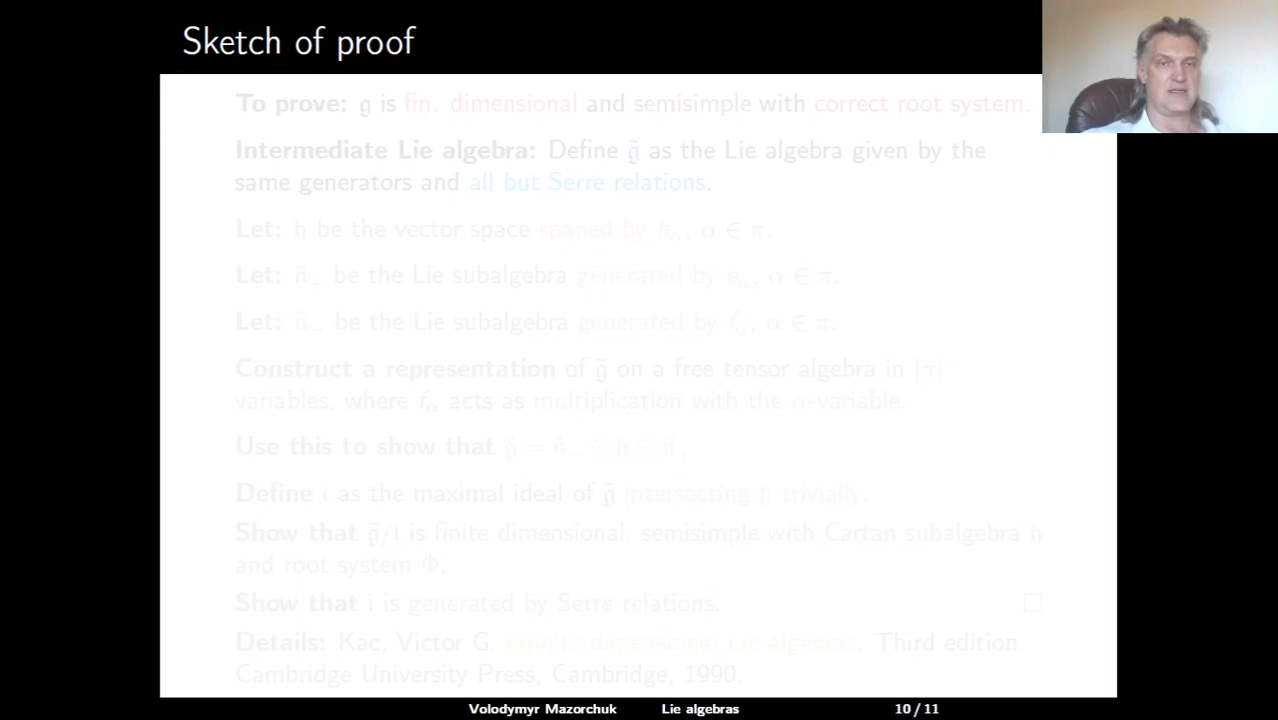 Sketch of proof
To prove: 𝔤 is fin. dimensional and semisimple with correct root system.
Intermediate Lie algebra: Define 𝔤̃ as the Lie algebra given by the
same generators and all but Serre relations.
Let: 𝔥 be the vector space spaned by hα, α ∈ π.
Let: 𝔫̃₊ be the Lie subalgebra generated by eα, α ∈ π.
Let: 𝔫̃₋ be the Lie subalgebra generated by fα, α ∈ π.
Construct a representation of 𝔤̃ on a free tensor algebra in |π|
variables, where fα acts as multiplication with the α-variable.
Use this to show that 𝔤̃ = 𝔫̃₋ ⊕ 𝔥 ⊕ 𝔫̃₊.
Define 𝔦 as the maximal ideal of 𝔤̃ intersecting 𝔥 trivially.
Show that 𝔤̃/𝔦 is finite dimensional, semisimple with Cartan subalgebra 𝔥
and root system Φ.
Show that 𝔦 is generated by Serre relations. □
Details: Kac, Victor G. Infinite-dimensional Lie algebras. Third edition.
Cambridge University Press, Cambridge, 1990.
Volodymyr Mazorchuk Lie algebras 10 / 11